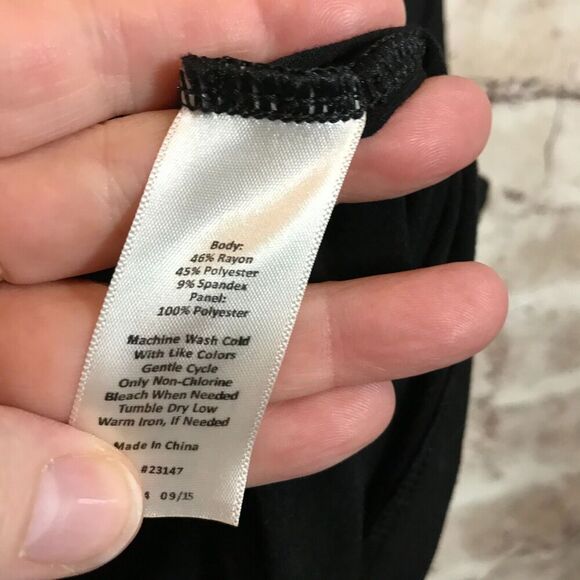 Body:
46% Rayon
45% Polyester
9% Spandex
Panel:
100% Polyester
Machine Wash Cold
With Like Colors
Gentle Cycle
Only Non-Chlorine
Bleach When Needed
Tumble Dry Low
Warm Iron, If Needed
Made In China
#23147
09/15